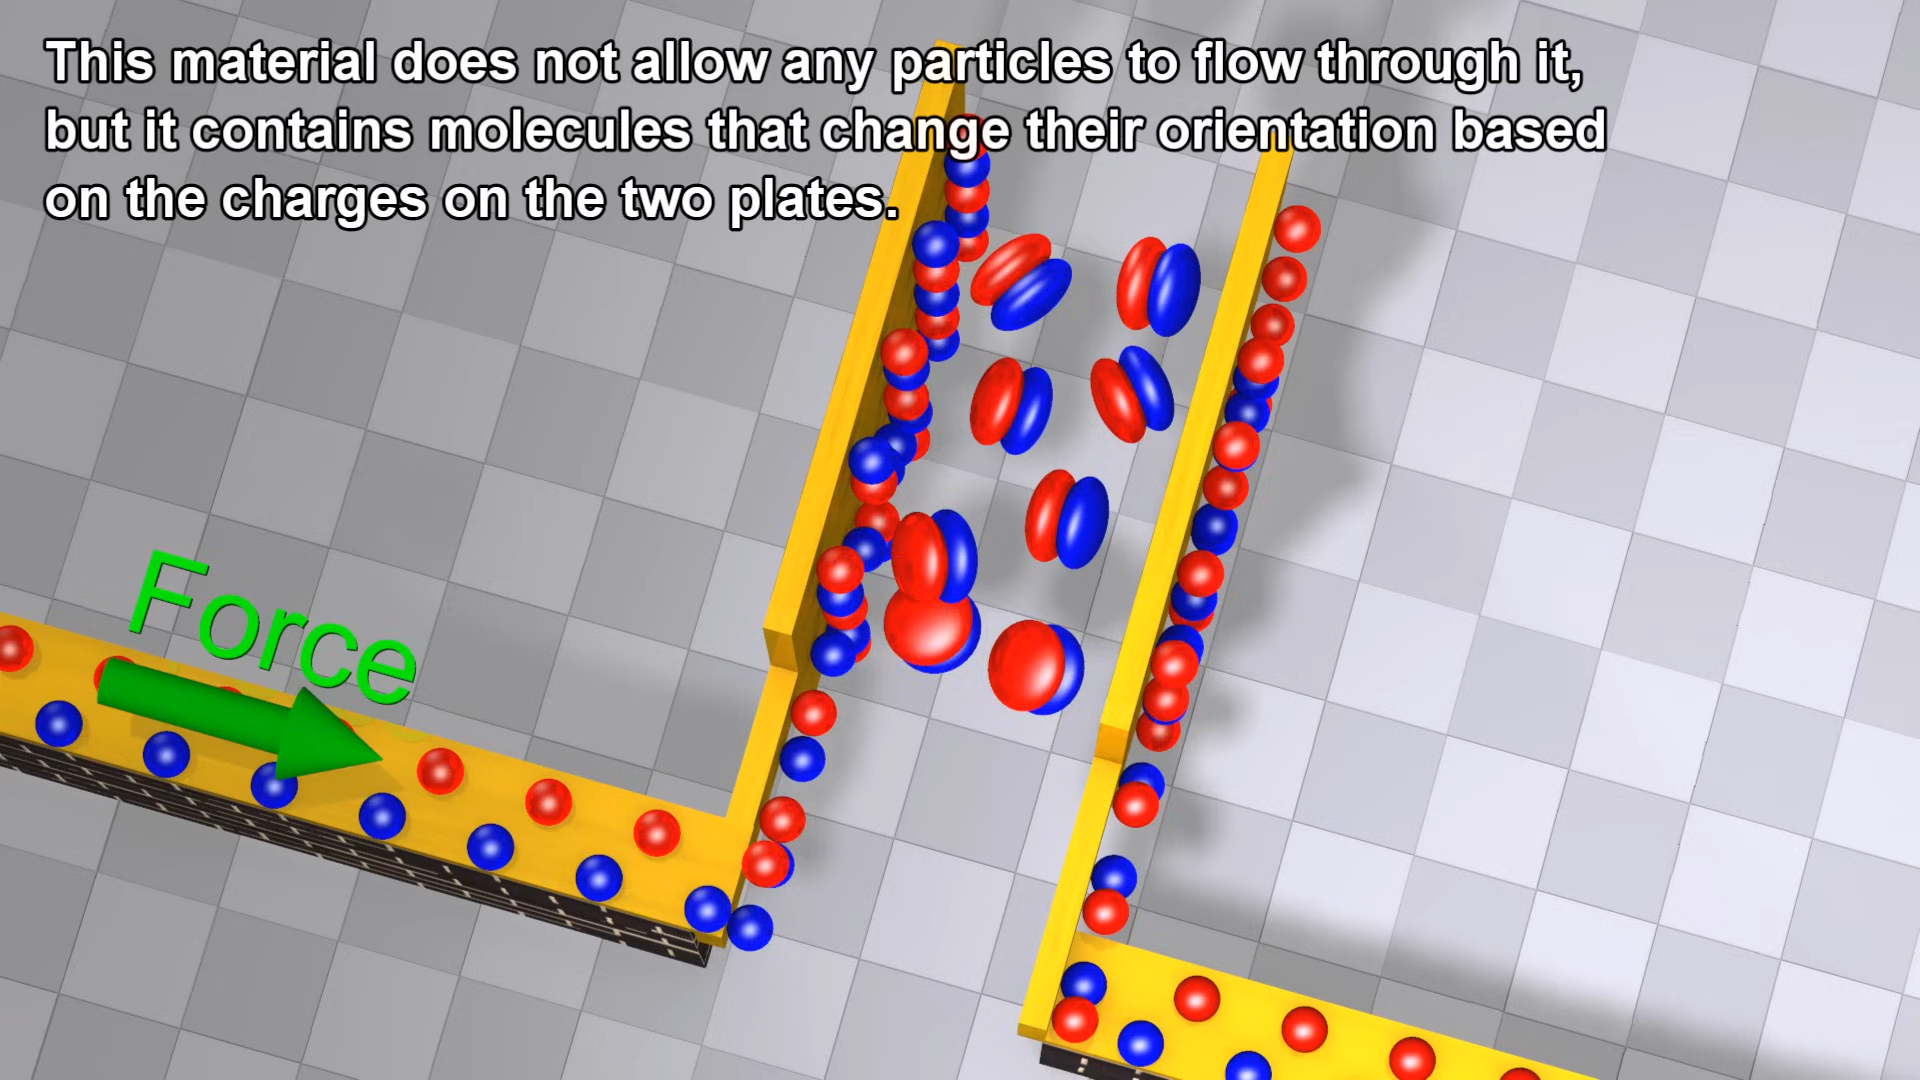 This material does not allow any particles to flow through it,
but it contains molecules that change their orientation based
on the charges on the two plates.
Force